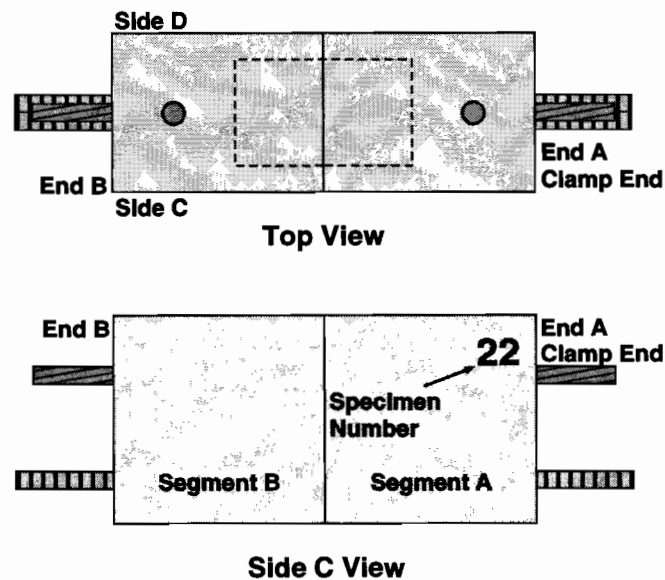 Side D
End B
Side C
End A
Clamp End
Top View
End B
End A
Clamp End
22
Specimen
Number
Segment B
Segment A
Side C View